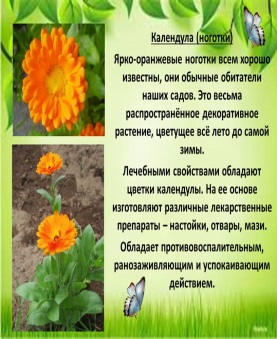 Календула (ноготки)
Ярко-оранжевые ноготки всем хорошо
известны, они обычные обитатели
наших садов. Это весьма
распространённое декоративное
растение, цветущее всё лето до самой
зимы.
Лечебными свойствами обладают
цветки календулы. На ее основе
изготовляют различные лекарственные
препараты – настойки, отвары, мази.
Обладает противовоспалительным,
ранозаживляющим и успокаивающим
действием.